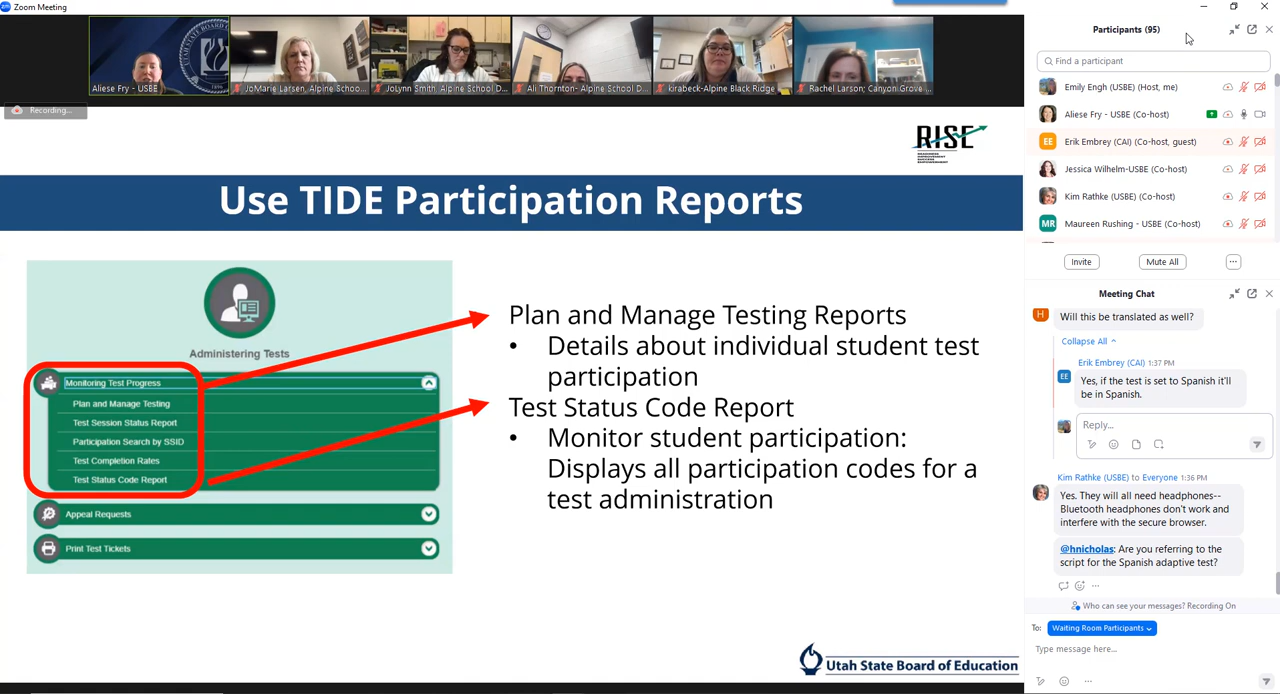 Zoom Meeting
Aliese Fry - USBE
JoMarie Larsen, Alpine Schoo...
JoLynn Smith, Alpine School D...
Ali Thornton- Alpine School D...
kirabeck-Alpine Black Ridge
Rachel Larson; Canyon Grove ...
Recording...
RISE
Use TIDE Participation Reports
Administering Tests
Monitoring Test Progress
Plan and Manage Testing
Test Session Status Report
Participation Search by SSID
Test Completion Rates
Test Status Code Report
Appeal Requests
Print Test Tickets
Plan and Manage Testing Reports
• Details about individual student test
participation
Test Status Code Report
• Monitor student participation:
Displays all participation codes for a
test administration
Utah State Board of Education
Participants (95)
Find a participant
Emily Engh (USBE) (Host, me)
Aliese Fry - USBE (Co-host)
EE Erik Embrey (CAI) (Co-host, guest)
Jessica Wilhelm-USBE (Co-host)
Kim Rathke (USBE) (Co-host)
MR Maureen Rushing - USBE (Co-host)
Invite
Mute All
...
Meeting Chat
H
Will this be translated as well?
Collapse All
Erik Embrey (CAI) 1:37 PM
EE
Yes, if the test is set to Spanish it'll
be in Spanish.
Reply...
Kim Rathke (USBE) to Everyone 1:36 PM
Yes. They will all need headphones--
Bluetooth headphones don't work and
interfere with the secure browser.
@hnicholas: Are you referring to the
script for the Spanish adaptive test?
...
Who can see your messages? Recording On
To: Waiting Room Participants
Type message here...
...